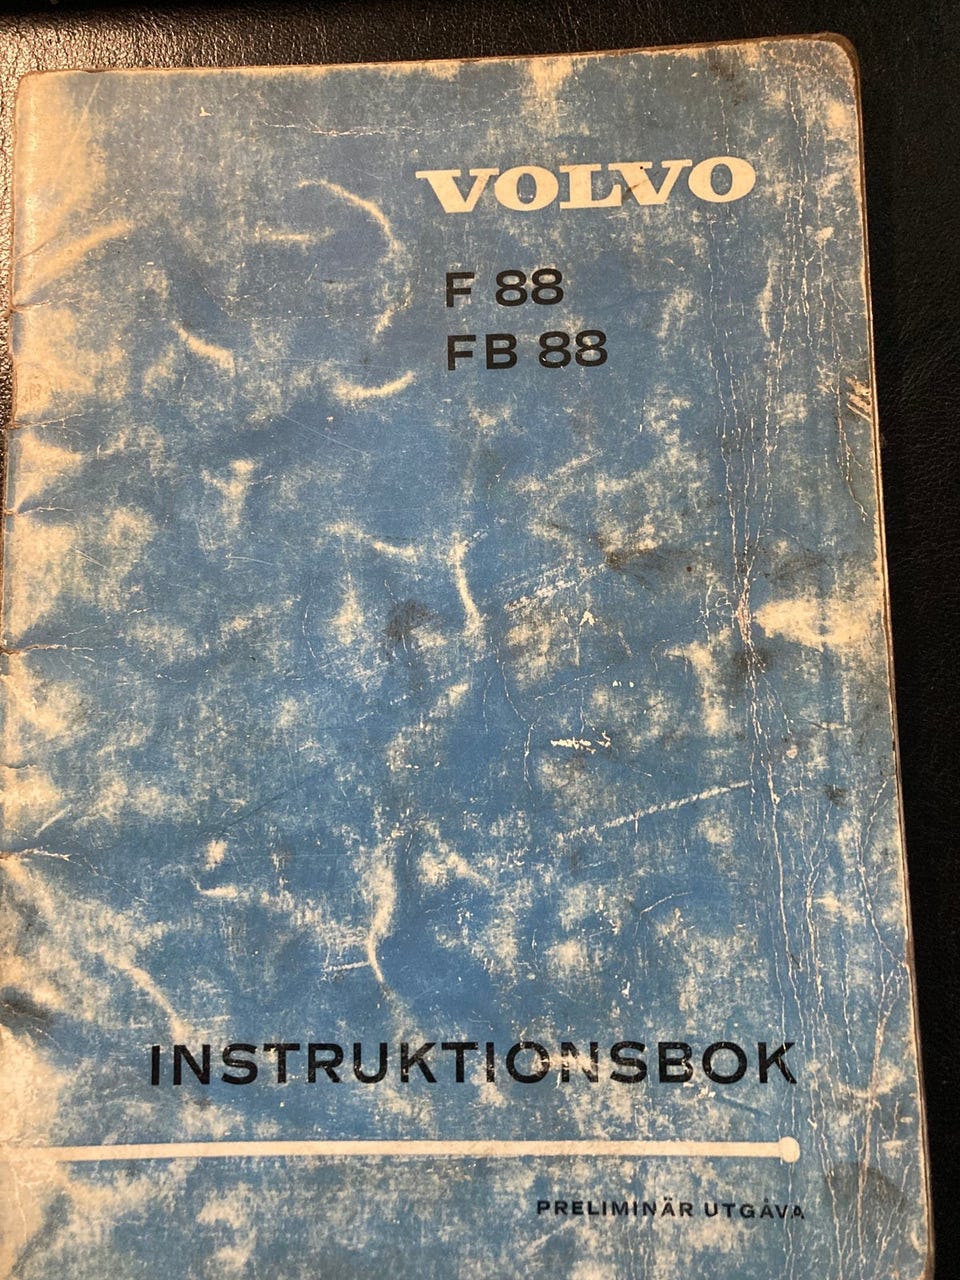 VOLVO
F 88
FB 88
INSTRUKTIONSBOK
PRELIMINÄR UTGÅVA